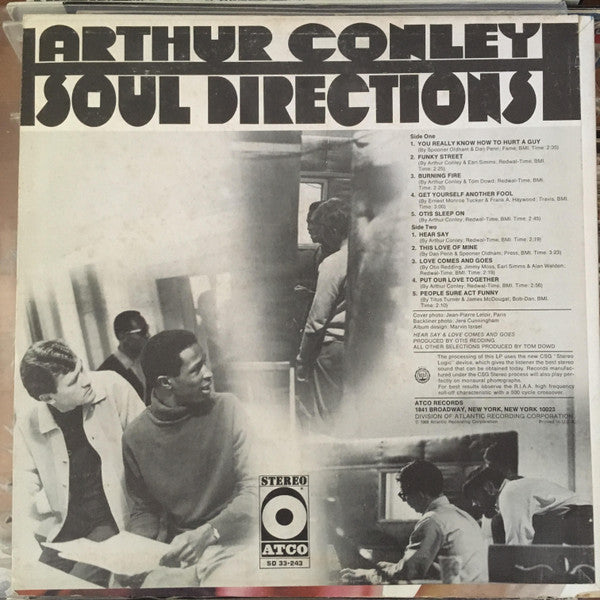 ARTHUR CONLEY
SOUL DIRECTIONS
Side One
1. YOU REALLY KNOW HOW TO HURT A GUY
(By Spooner Oldham & Dan Penn; Fame, BMI. Time: 2:35)
2. FUNKY STREET
(By Arthur Conley & Earl Simms; Redwal-Time, BMI.
Time: 2:25)
3. BURNING FIRE
(By Arthur Conley & Tom Dowd; Redwal-Time, BMI.
Time: 2:20)
4. GET YOURSELF ANOTHER FOOL
(By Ernest Monroe Tucker & Frank A. Haywood; Travis, BMI.
Time: 3:00)
5. OTIS SLEEP ON
(By Arthur Conley; Redwal-Time, BMI. Time: 2:45)
Side Two
1. HEAR SAY
(By Arthur Conley; Redwal-Time, BMI. Time: 2:19)
2. THIS LOVE OF MINE
(By Dan Penn & Spooner Oldham; Press, BMI. Time: 3:23)
3. LOVE COMES AND GOES
(By Otis Redding, Jimmy Moss, Earl Simms & Alan Walden;
Redwal-Time, BMI. Time: 2:19)
4. PUT OUR LOVE TOGETHER
(By Arthur Conley; Redwal-Time, BMI. Time: 2:56)
5. PEOPLE SURE ACT FUNNY
(By Titus Turner & James McDougal; Bob-Dan, BMI.
Time: 2:10)
Cover photo: Jean-Pierre Leloir, Paris
Backliner photo: Jere Cunningham
Album design: Marvin Israel
HEAR SAY & LOVE COMES AND GOES
PRODUCED BY OTIS REDDING
ALL OTHER SELECTIONS PRODUCED BY TOM DOWD
The processing of this LP uses the new CSG "Stereo
Logic" device, which gives the listener the best stereo
sound that can be obtained today. Records manufac-
tured under the CSG Stereo process will also play per-
fectly on monaural phonographs.
For best results observe the R.I.A.A. high frequency
roll-off characteristic with a 500 cycle crossover.
ATCO RECORDS
1841 BROADWAY, NEW YORK, NEW YORK 10023
DIVISION OF ATLANTIC RECORDING CORPORATION
© 1968 Atlantic Recording Corporation
Printed in U.S.A.
STEREO
ATCO
SD 33-243